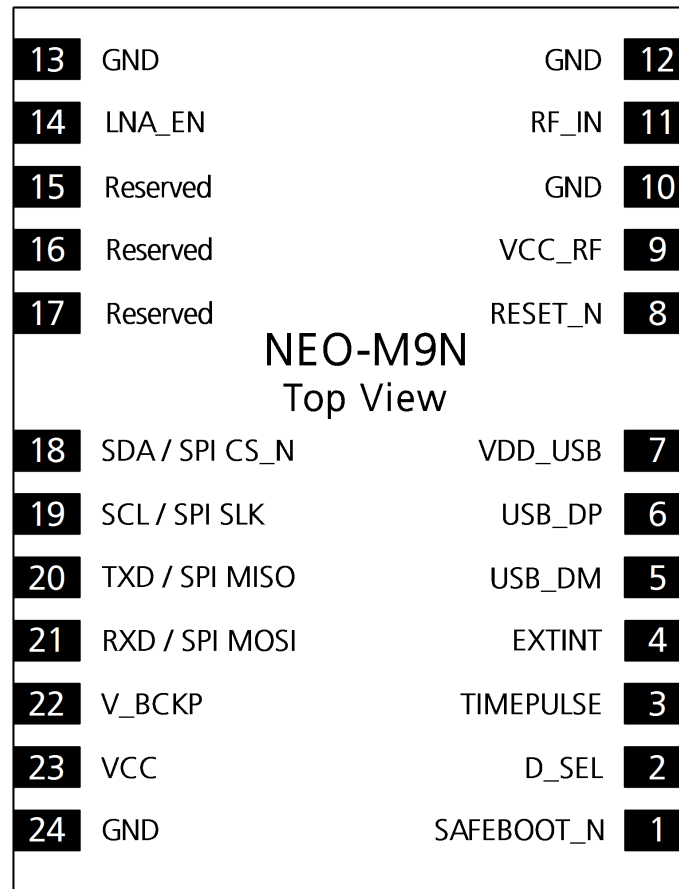 13 GND GND 12
14 LNA_EN RF_IN 11
15 Reserved GND 10
16 Reserved VCC_RF 9
17 Reserved RESET_N 8
NEO-M9N
Top View
18 SDA / SPI CS_N VDD_USB 7
19 SCL / SPI SLK USB_DP 6
20 TXD / SPI MISO USB_DM 5
21 RXD / SPI MOSI EXTINT 4
22 V_BCKP TIMEPULSE 3
23 VCC D_SEL 2
24 GND SAFEBOOT_N 1